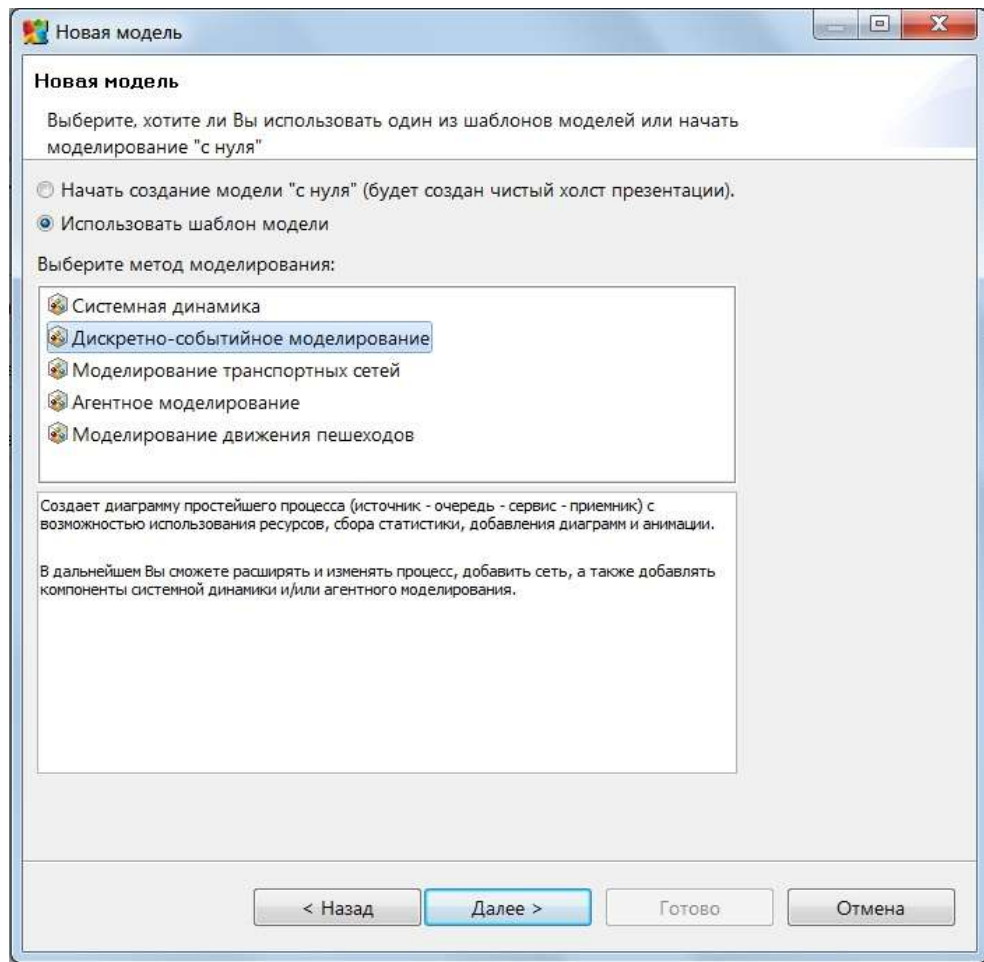 Новая модель
Новая модель
Выберите, хотите ли Вы использовать один из шаблонов моделей или начать
моделирование "с нуля"
Начать создание модели "с нуля" (будет создан чистый холст презентации).
Использовать шаблон модели
Выберите метод моделирования:
Системная динамика
Дискретно-событийное моделирование
Моделирование транспортных сетей
Агентное моделирование
Моделирование движения пешеходов
Создает диаграмму простейшего процесса (источник - очередь - сервис - приемник) с
возможностью использования ресурсов, сбора статистики, добавления диаграмм и анимации.
В дальнейшем Вы сможете расширять и изменять процесс, добавить сеть, а также добавлять
компоненты системной динамики и/или агентного моделирования.
< Назад
Далее >
Готово
Отмена